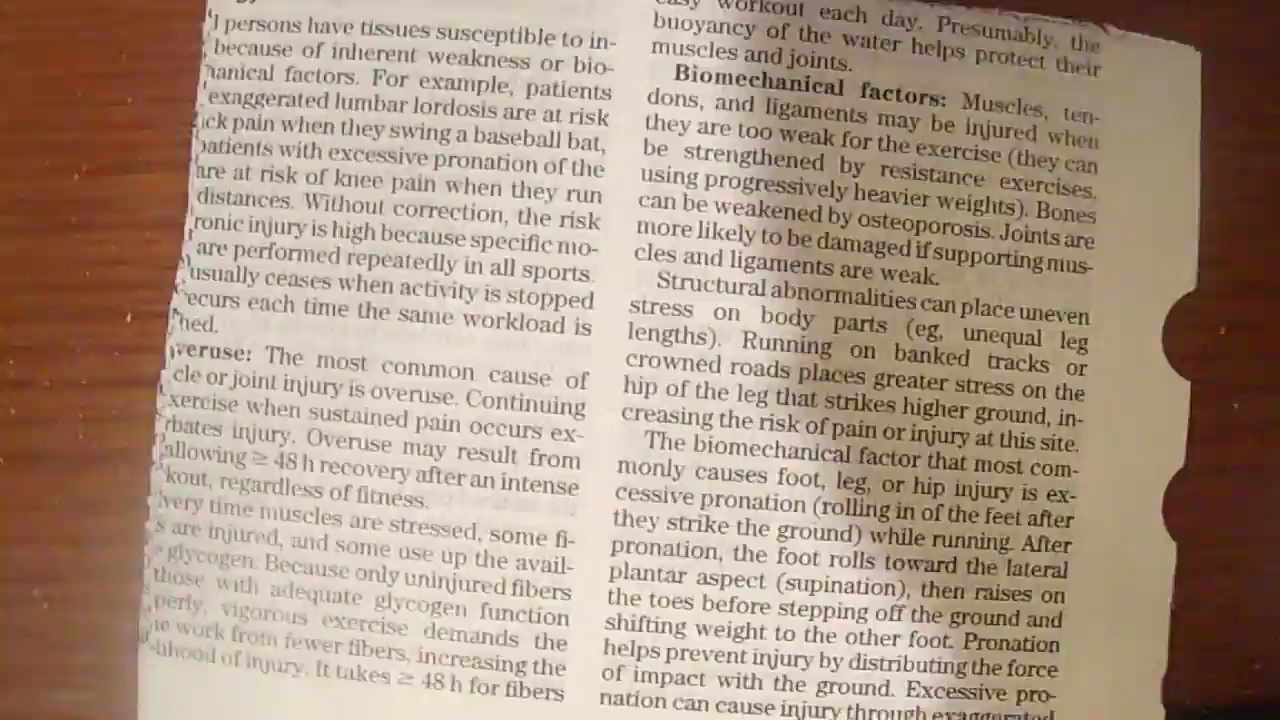 persons have tissues susceptible to in-
because of inherent weakness or bio-
hanical factors. For example, patients
exaggerated lumbar lordosis are at risk
ck pain when they swing a baseball bat,
patients with excessive pronation of the
are at risk of knee pain when they run
distances. Without correction, the risk
ronic injury is high because specific mo-
are performed repeatedly in all sports.
usually ceases when activity is stopped
ecurs each time the same workload is
hed.
veruse: The most common cause of
cle or joint injury is overuse. Continuing
xercise when sustained pain occurs ex-
rbates injury. Overuse may result from
allowing ≥ 48 h recovery after an intense
kout, regardless of fitness.
very time muscles are stressed, some fi-
s are injured, and some use up the avail-
glycogen. Because only uninjured fibers
those with adequate glycogen function
perly, vigorous exercise demands the
work from fewer fibers, increasing the
lihood of injury. It takes ≥ 48 h for fibers
easy workout each day. Presumably, the
buoyancy of the water helps protect their
muscles and joints.
Biomechanical factors: Muscles, ten-
dons, and ligaments may be injured when
they are too weak for the exercise (they can
be strengthened by resistance exercises,
using progressively heavier weights). Bones
can be weakened by osteoporosis. Joints are
more likely to be damaged if supporting mus-
cles and ligaments are weak.
Structural abnormalities can place uneven
stress on body parts (eg, unequal leg
lengths). Running on banked tracks or
crowned roads places greater stress on the
hip of the leg that strikes higher ground, in-
creasing the risk of pain or injury at this site.
The biomechanical factor that most com-
monly causes foot, leg, or hip injury is ex-
cessive pronation (rolling in of the feet after
they strike the ground) while running. After
pronation, the foot rolls toward the lateral
plantar aspect (supination), then raises on
the toes before stepping off the ground and
shifting weight to the other foot. Pronation
helps prevent injury by distributing the force
of impact with the ground. Excessive pro-
nation can cause injury through exaggerated